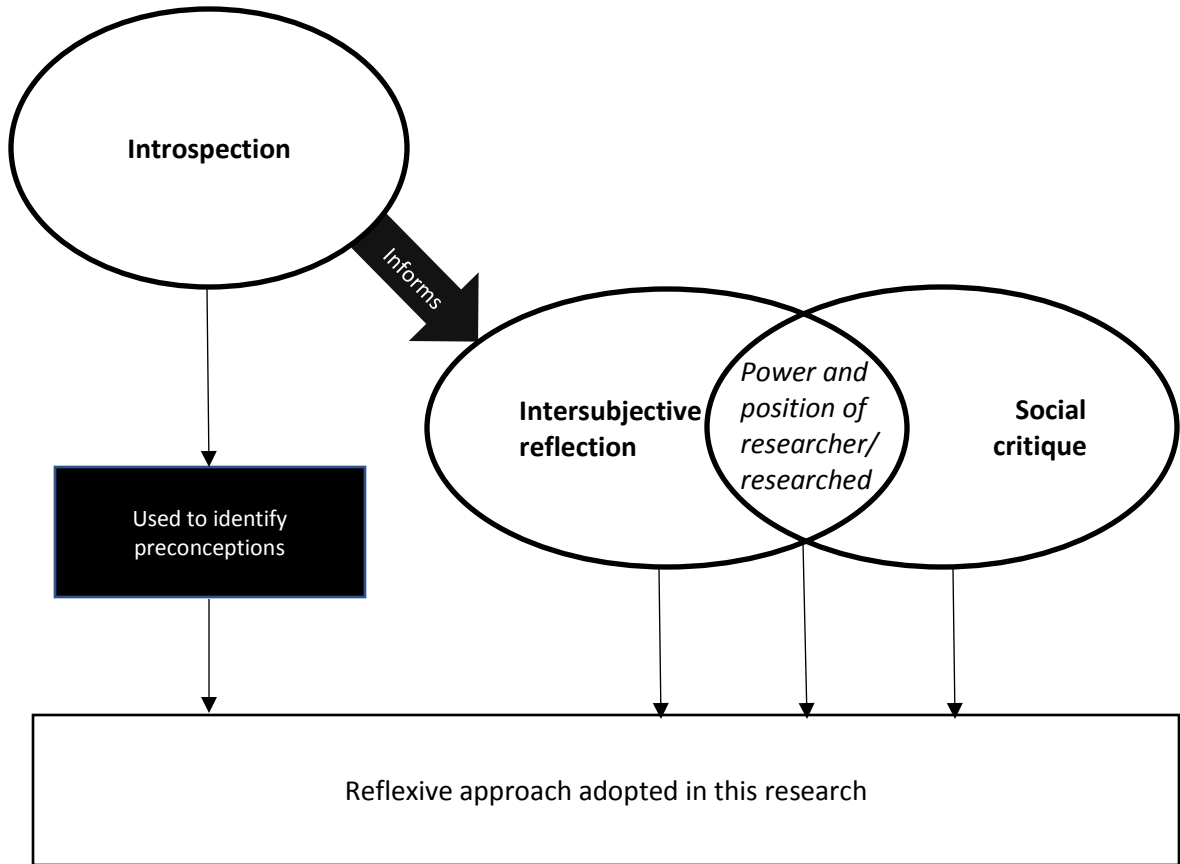 Introspection
Informs
Intersubjective
reflection
Power and
position of
researcher/
researched
Social
critique
Used to identify
preconceptions
Reflexive approach adopted in this research